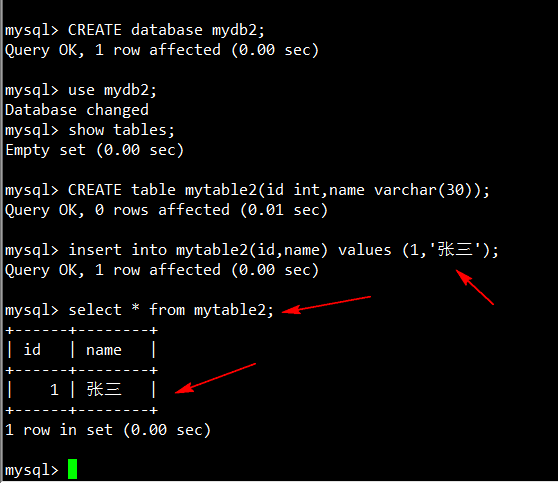 mysql> CREATE database mydb2;
Query OK, 1 row affected (0.00 sec)
mysql> use mydb2;
Database changed
mysql> show tables;
Empty set (0.00 sec)
mysql> CREATE table mytable2(id int,name varchar(30));
Query OK, 0 rows affected (0.01 sec)
mysql> insert into mytable2(id,name) values (1,'张三');
Query OK, 1 row affected (0.00 sec)
mysql> select * from mytable2;
+------+--------+
| id   | name   |
+------+--------+
|    1 | 张三   |
+------+--------+
1 row in set (0.00 sec)
mysql>